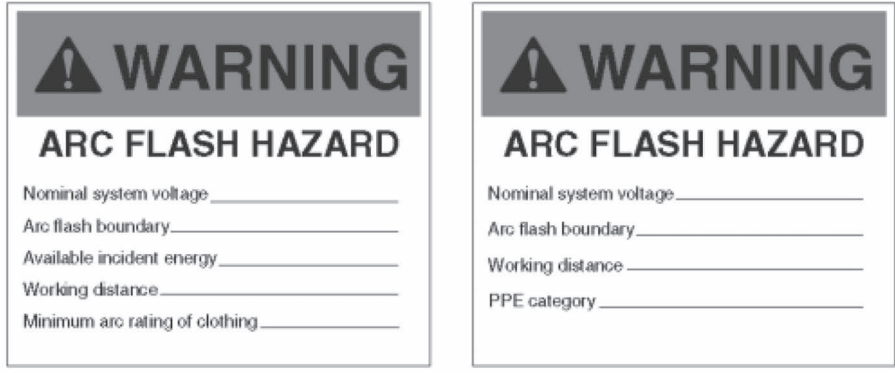 WARNING
ARC FLASH HAZARD
Nominal system voltage
Arc flash boundary
Available incident energy
Working distance
Minimum arc rating of clothing
WARNING
ARC FLASH HAZARD
Nominal system voltage
Arc flash boundary
Working distance
PPE category